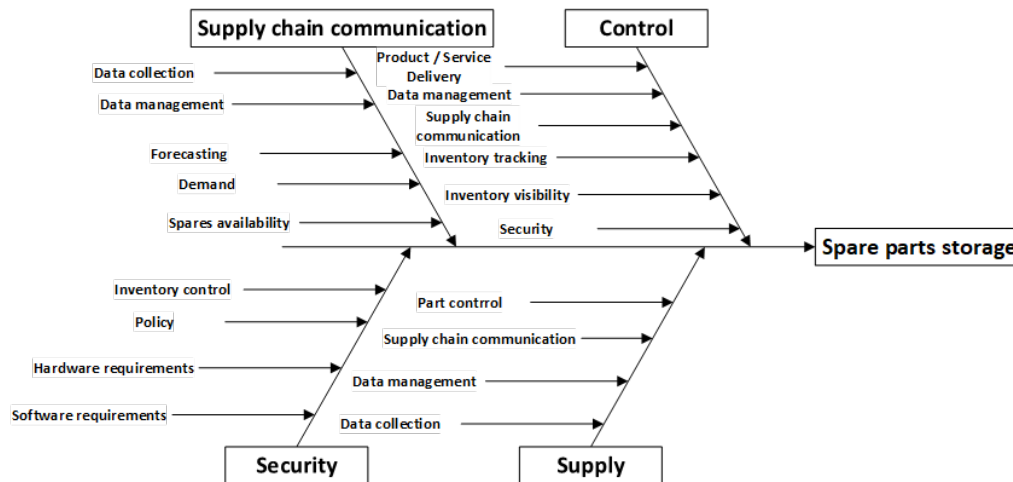 Supply chain communication
Control
Data collection
Data management
Forecasting
Demand
Spares availability
Product / Service
Delivery
Data management
Supply chain
communication
Inventory tracking
Inventory visibility
Security
Spare parts storage
Inventory control
Policy
Hardware requirements
Software requirements
Part contrrol
Supply chain communication
Data management
Data collection
Security
Supply